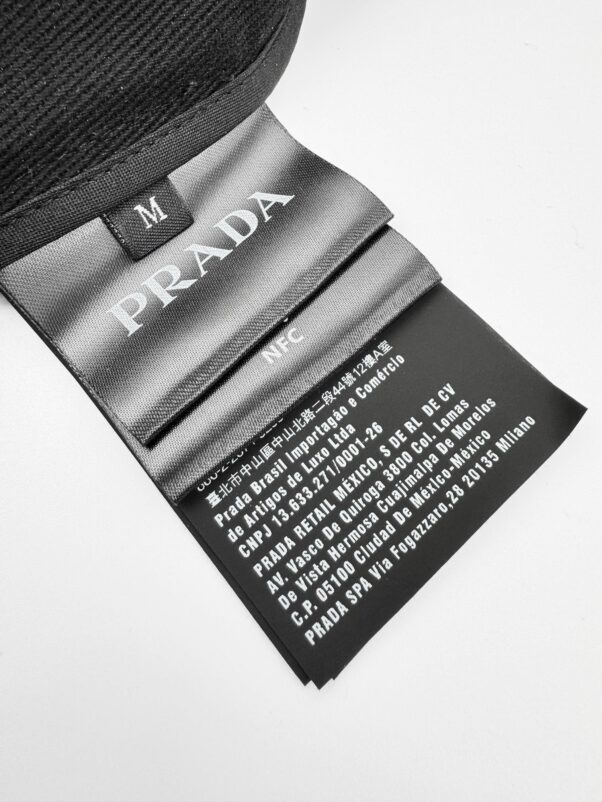 M
PRADA
NFC
北市中山區中山北路二段44號12樓A室
Prada Brasil Importagáo e Comércio
de Artigos de Luxo Ltda
CNPJ 13.633.271/0001-26
PRADA RETAIL MÉXICO, S DE RL DE CV
AV. Vasco De Quiroga 3800 Col. Lomas
De Vista Hermosa Cuajimalpa De Morelos
C.P. 05100 Ciudad De México-México
PRADA SPA Via Fogazzaro,28 20135 Mliano